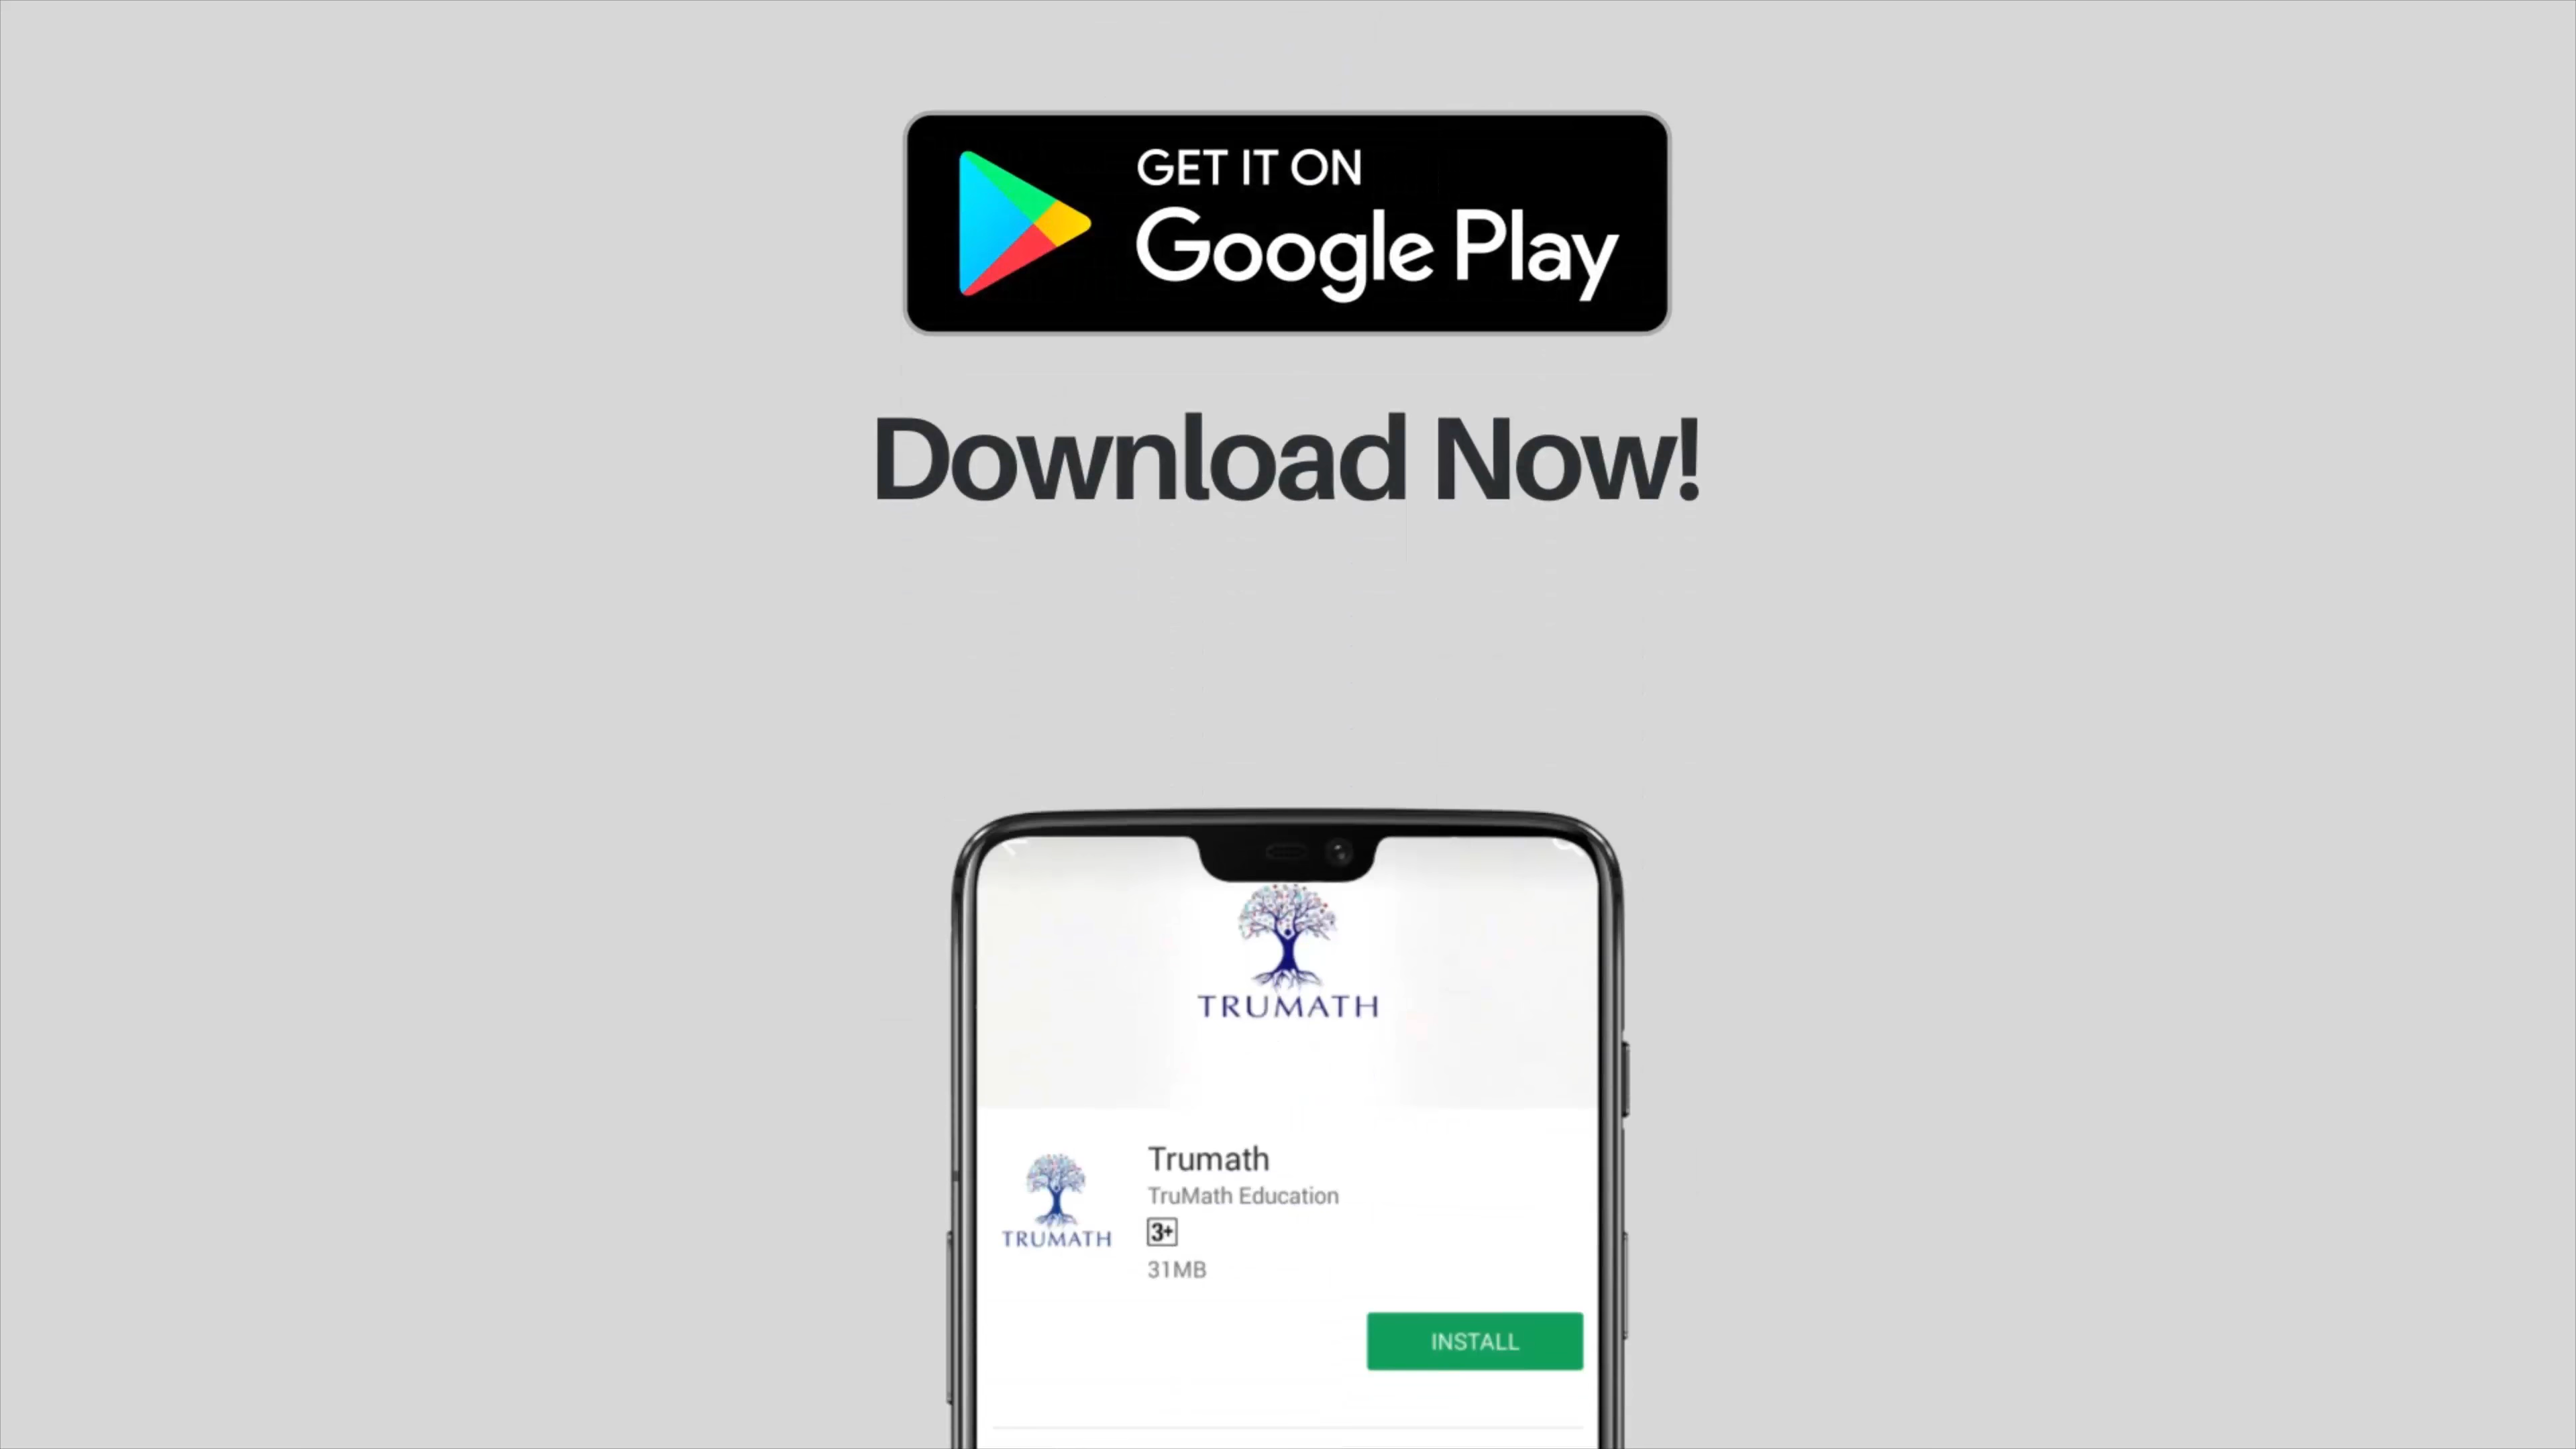 GET IT ON
Google Play
Download Now!
TRUMATH
Trumath
TruMath Education
TRUMATH
3+
31MB
INSTALL